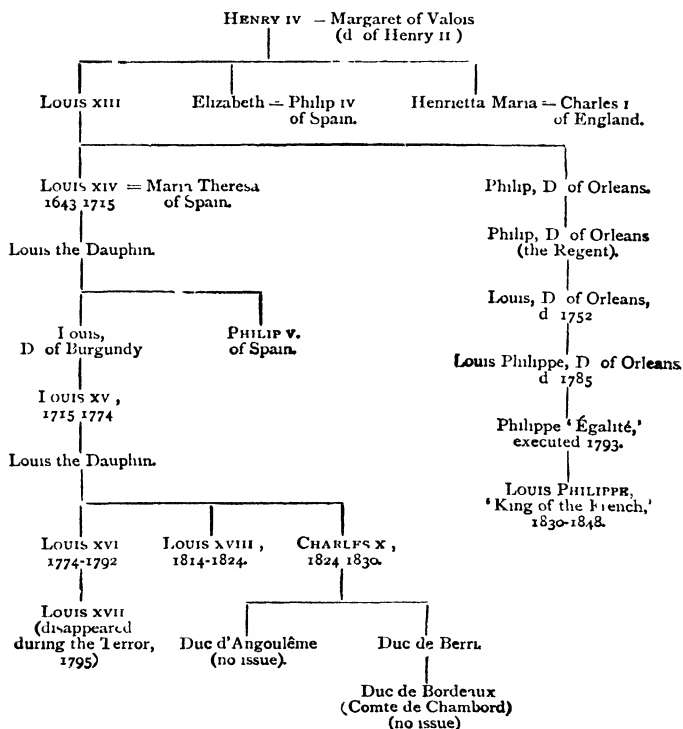 HENRY IV – Margaret of Valois
(d of Henry II)
LOUIS XIII
Elizabeth = Philip IV
of Spain.
Henrietta Maria = Charles I
of England.
LOUIS XIV = Maria Theresa
1643 1715 of Spain.
Philip, D of Orleans.
Louis the Dauphin.
Philip, D of Orleans
(the Regent).
Louis,
D of Burgundy
PHILIP V.
of Spain.
Louis, D of Orleans,
d 1752
LOUIS XV,
1715 1774
Louis Philippe, D of Orleans.
d 1785
Louis the Dauphin.
Philippe 'Égalité,'
executed 1793.
LOUIS PHILIPPE,
'King of the French,'
1830-1848.
LOUIS XVI
1774-1792
LOUIS XVIII,
1814-1824.
CHARLES X,
1824 1830.
LOUIS XVII
(disappeared
during the Terror,
1795)
Duc d'Angoulême
(no issue).
Duc de Berri.
Duc de Bordeaux
(Comte de Chambord)
(no issue)